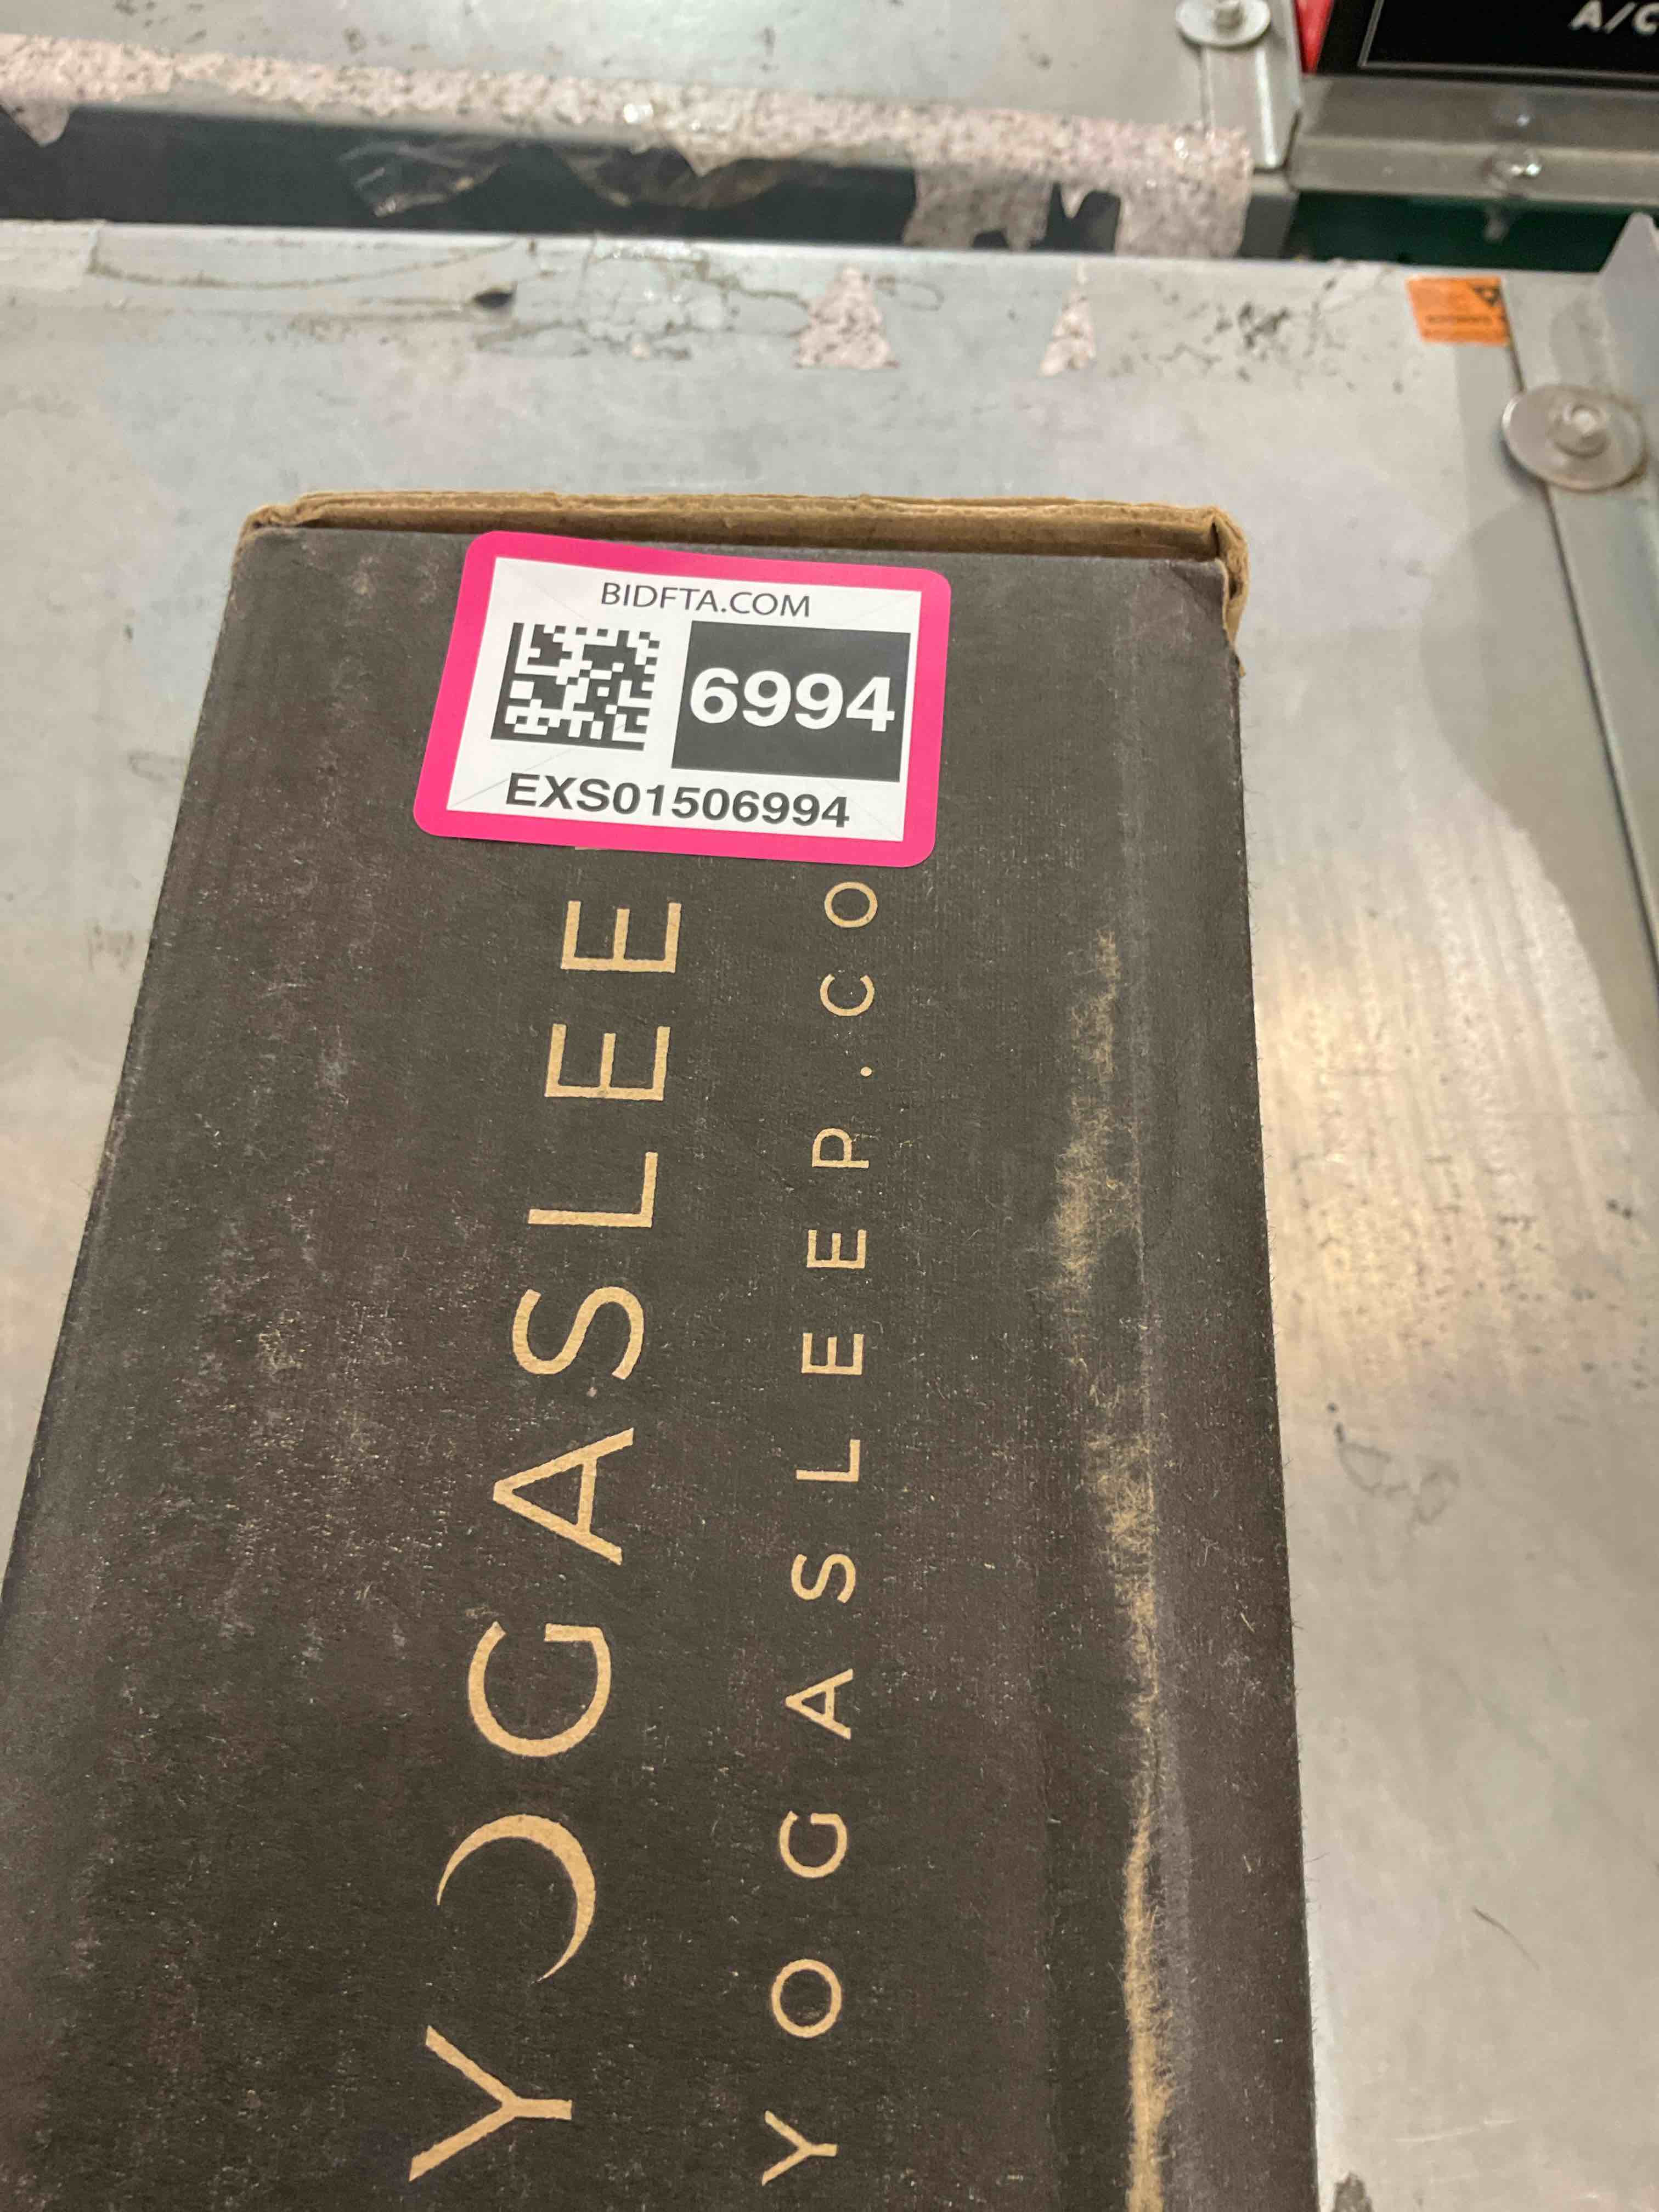 A/C
BIDFTA.COM
6994
EXS01506994
YOGASLEE
YOGASLEEP.CO